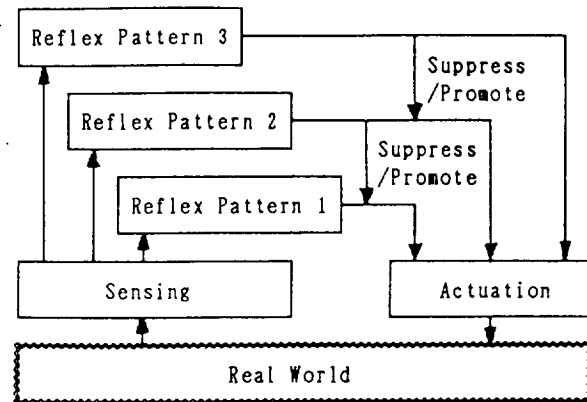 Reflex Pattern 3
Suppress
/Promote
Reflex Pattern 2
Suppress
/Promote
Reflex Pattern 1
Sensing
Actuation
Real World